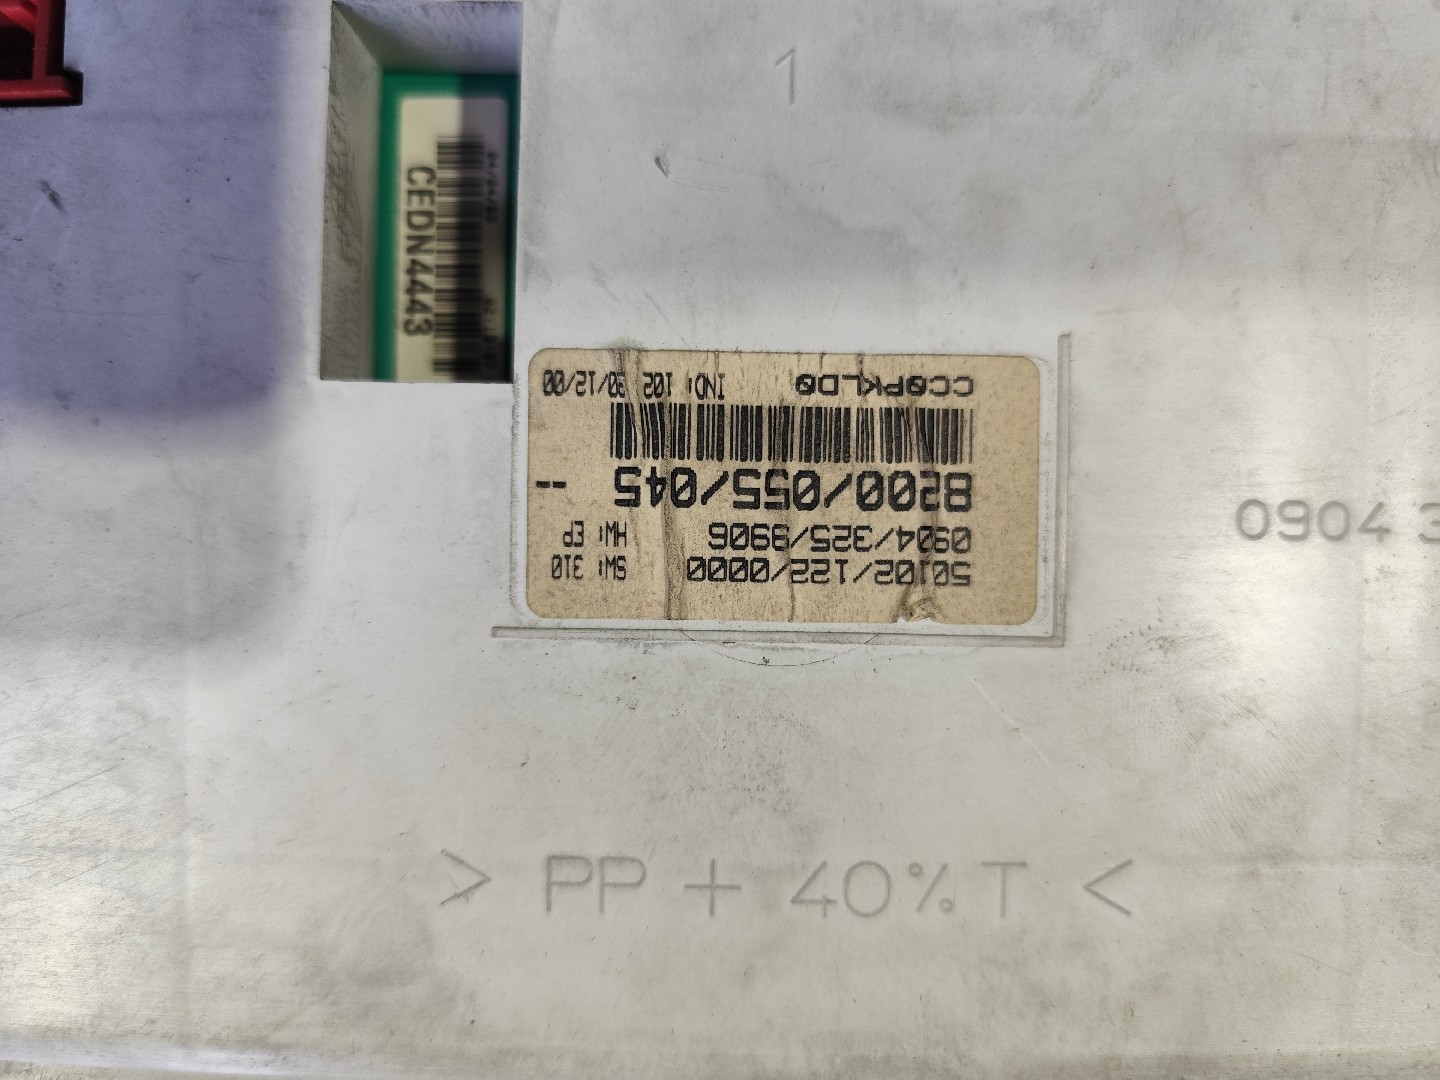 1
CEDN4443
50102/122/0000 SW: 310
0904/325/9906 HW: EP
8200/055/045 --
CC0PKLD0 IND: 102 30/12/00
0904 3
> PP + 40% T <